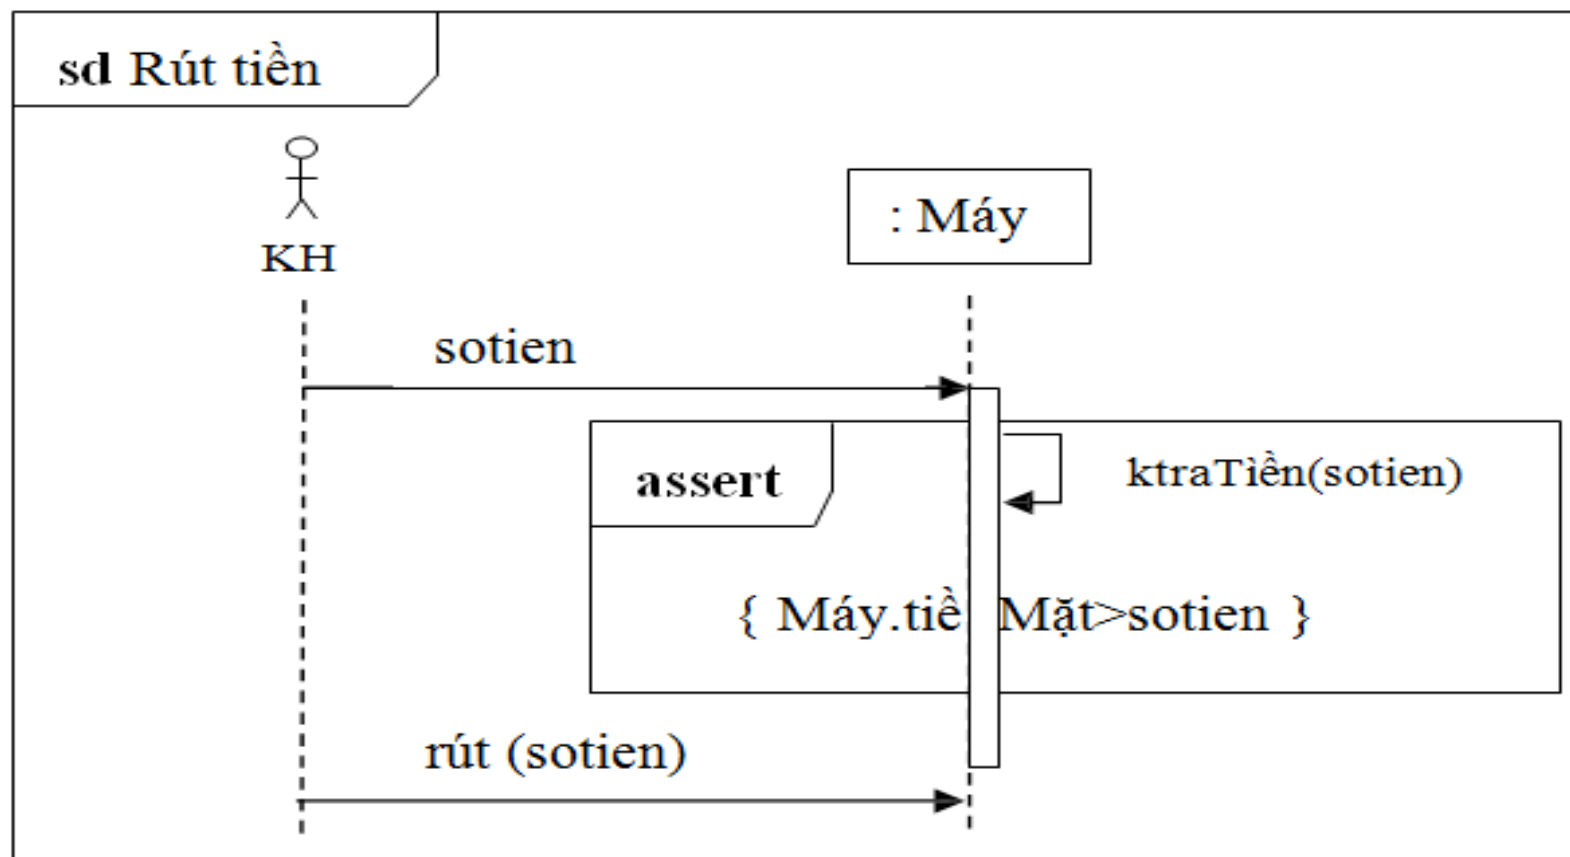 sd Rút tiền
: Máy
KH
sotien
assert
ktraTiền(sotien)
{ Máy.tiề Mặt>sotien }
rút (sotien)